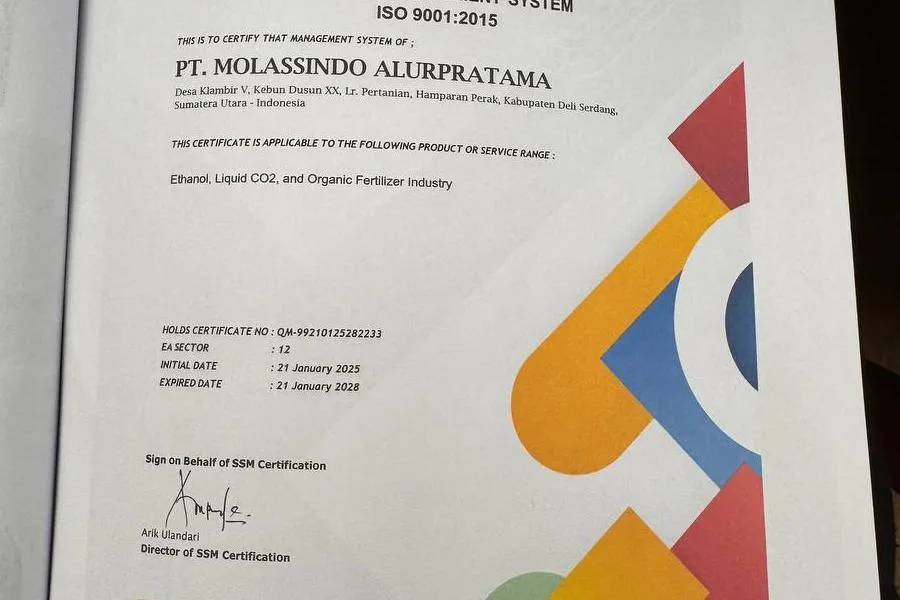 SYSTEM
ISO 9001:2015
THIS IS TO CERTIFY THAT MANAGEMENT SYSTEM OF ;
PT. MOLASSINDO ALURPRATAMA
Desa Klambir V, Kebun Dusun XX, Lr. Pertanian, Hamparan Perak, Kabupaten Deli Serdang,
Sumatera Utara - Indonesia
THIS CERTIFICATE IS APPLICABLE TO THE FOLLOWING PRODUCT OR SERVICE RANGE :
Ethanol, Liquid CO2, and Organic Fertilizer Industry
HOLDS CERTIFICATE NO : QM-99210125282233
EA SECTOR : 12
INITIAL DATE : 21 January 2025
EXPIRED DATE : 21 January 2028
Sign on Behalf of SSM Certification
Arik Ulandari
Director of SSM Certification